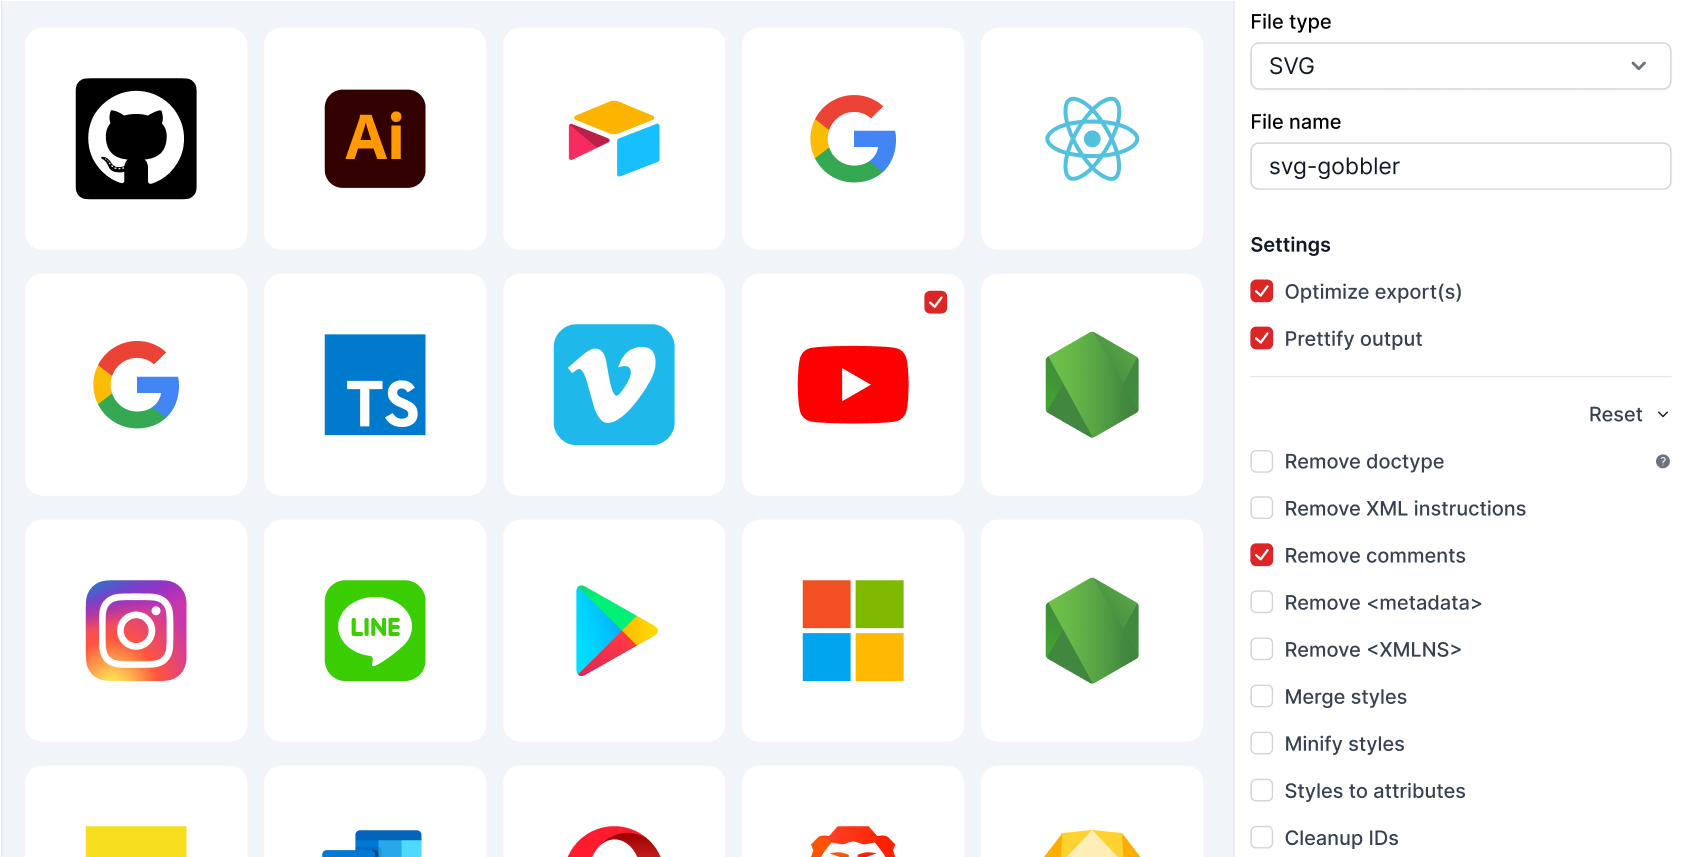 File type
SVG
File name
svg-gobbler
Settings
Optimize export(s)
Prettify output
Reset
Remove doctype
?
Remove XML instructions
Remove comments
Remove <metadata>
Remove <XMLNS>
Merge styles
Minify styles
Styles to attributes
Cleanup IDs
Ai
TS
LINE